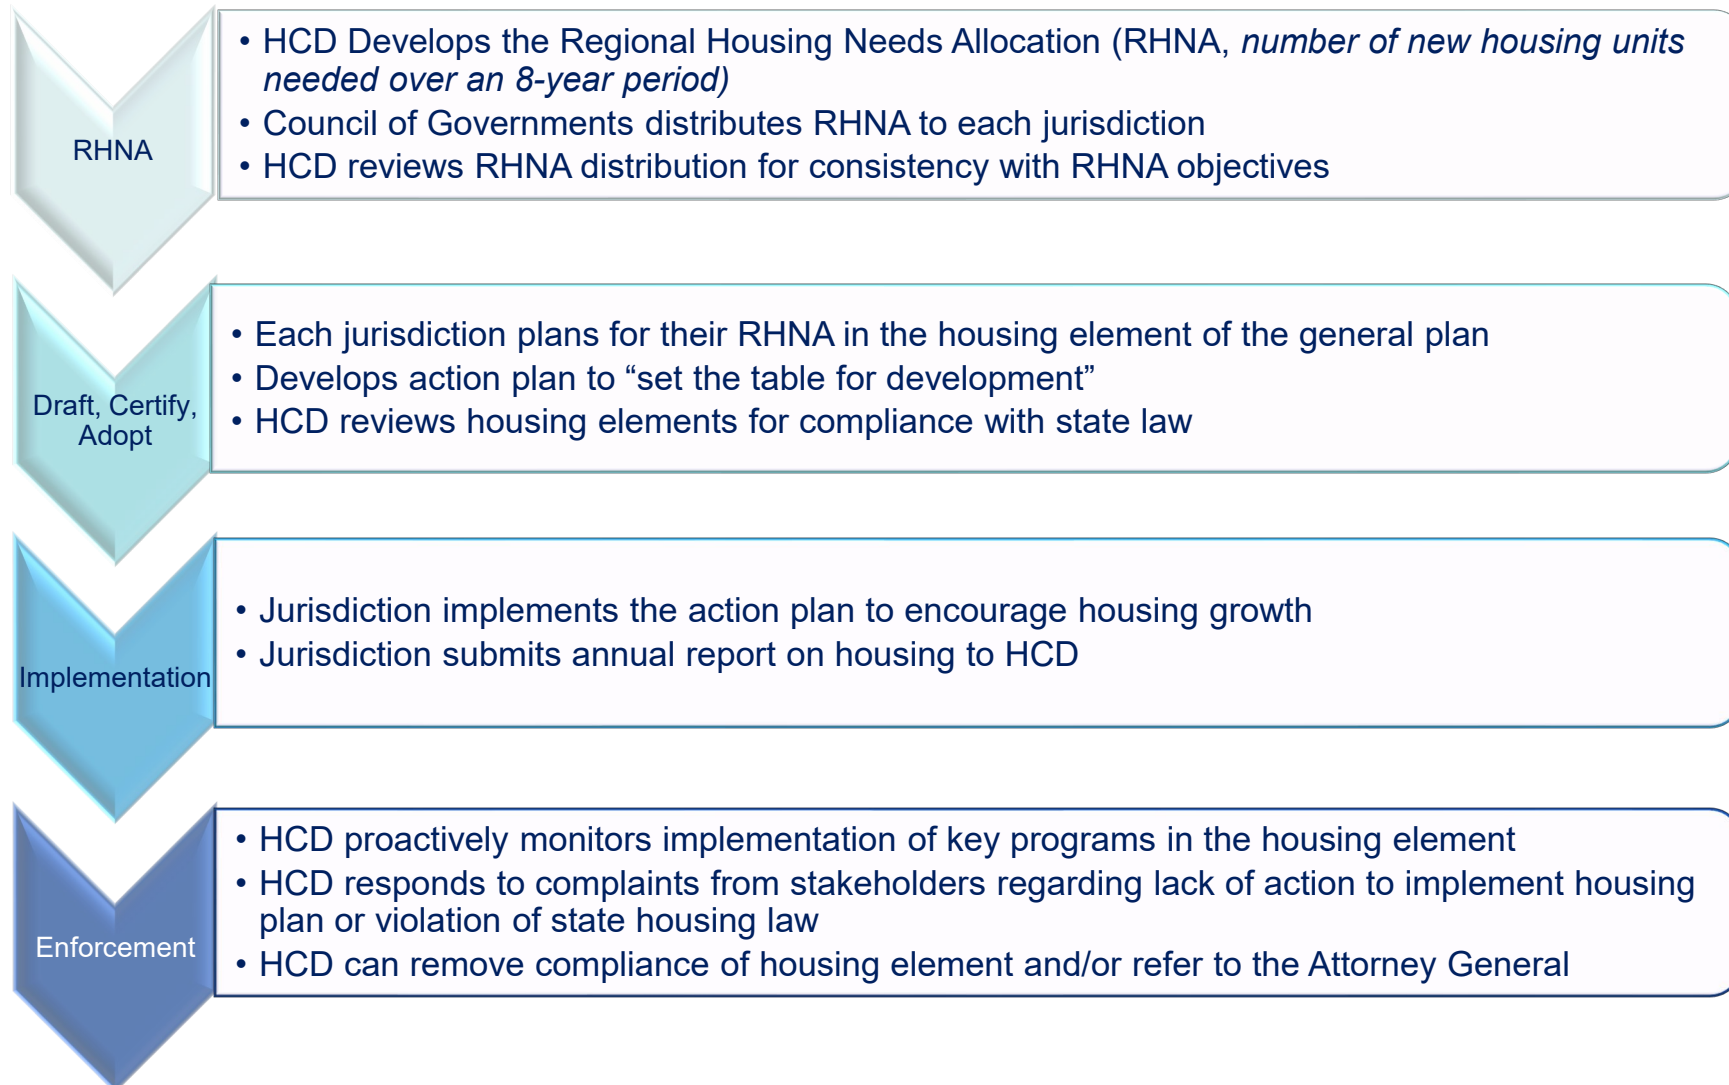 RHNA
• HCD Develops the Regional Housing Needs Allocation (RHNA, number of new housing units
needed over an 8-year period)
• Council of Governments distributes RHNA to each jurisdiction
• HCD reviews RHNA distribution for consistency with RHNA objectives
Draft, Certify,
Adopt
• Each jurisdiction plans for their RHNA in the housing element of the general plan
• Develops action plan to “set the table for development”
• HCD reviews housing elements for compliance with state law
Implementation
• Jurisdiction implements the action plan to encourage housing growth
• Jurisdiction submits annual report on housing to HCD
Enforcement
• HCD proactively monitors implementation of key programs in the housing element
• HCD responds to complaints from stakeholders regarding lack of action to implement housing
plan or violation of state housing law
• HCD can remove compliance of housing element and/or refer to the Attorney General